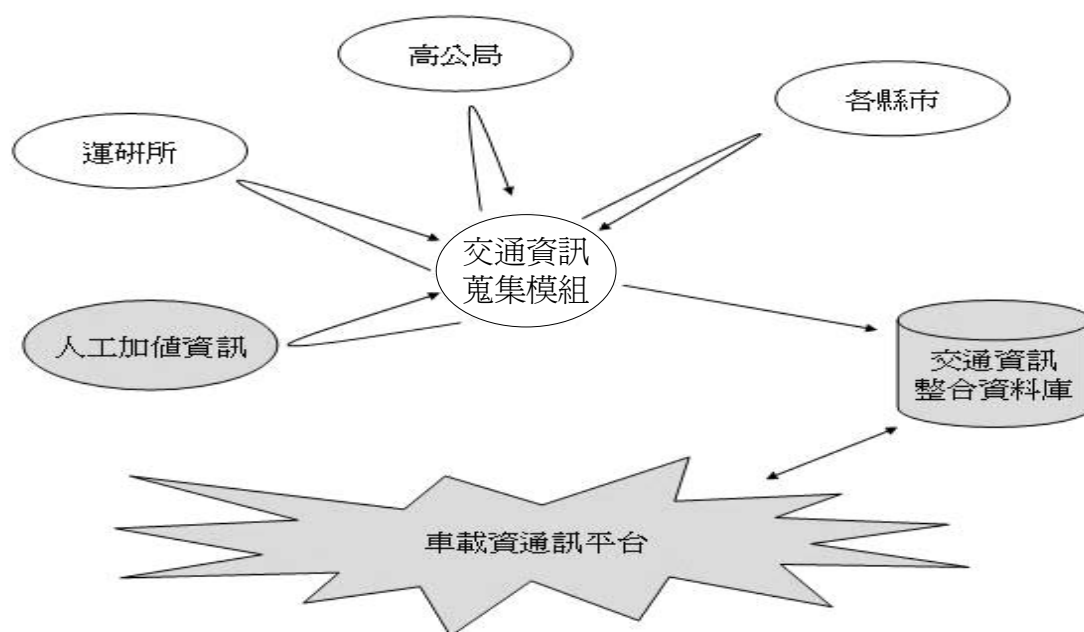 高公局
各縣市
運研所
交通資訊
蒐集模組
人工加值資訊
交通資訊
整合資料庫
車載資通訊平台